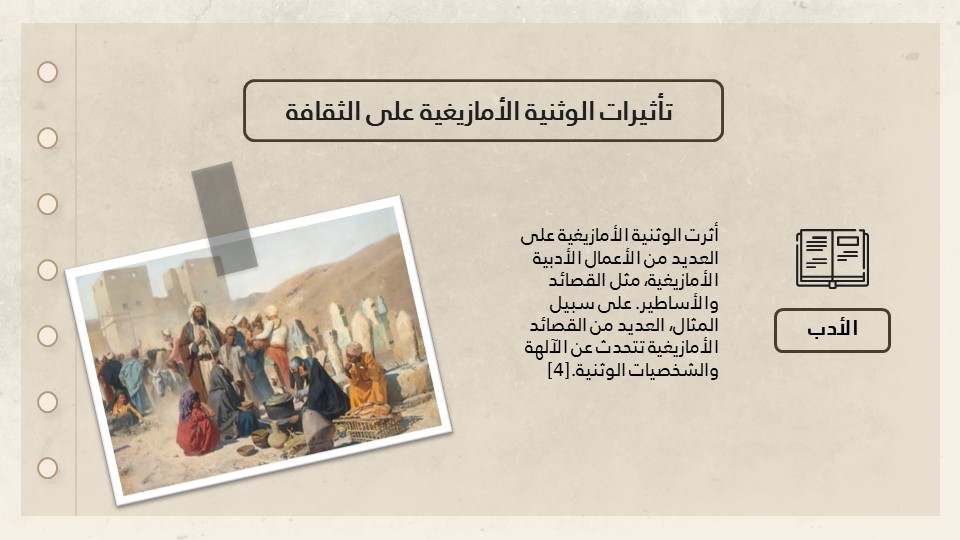 تأثيرات الوثنية الأمازيغية على الثقافة
الأدب
أثرت الوثنية الأمازيغية على
العديد من الأعمال الأدبية
الأمازيغية، مثل القصائد
والأساطير. على سبيل
المثال، العديد من القصائد
الأمازيغية تتحدث عن الآلهة
والشخصيات الوثنية.[4]